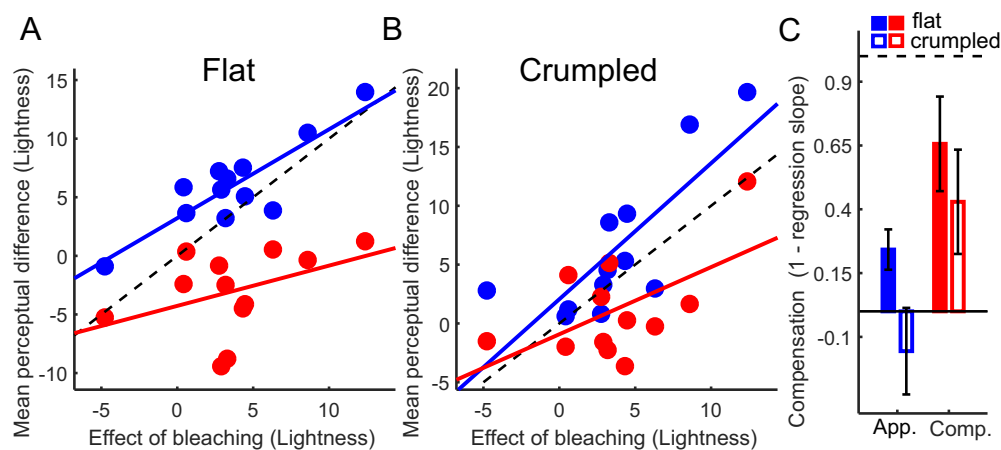 A
Flat
Mean perceptual difference (Lightness)
15
10
5
0
-5
-10
-5
0
5
10
Effect of bleaching (Lightness)
B
Crumpled
Mean perceptual difference (Lightness)
25
20
15
10
5
0
-5
-5
0
5
10
Effect of bleaching (Lightness)
C
flat
crumpled
Compensation (1 - regression slope)
0.9
0.65
0.4
0.15
-0.1
App.
Comp.